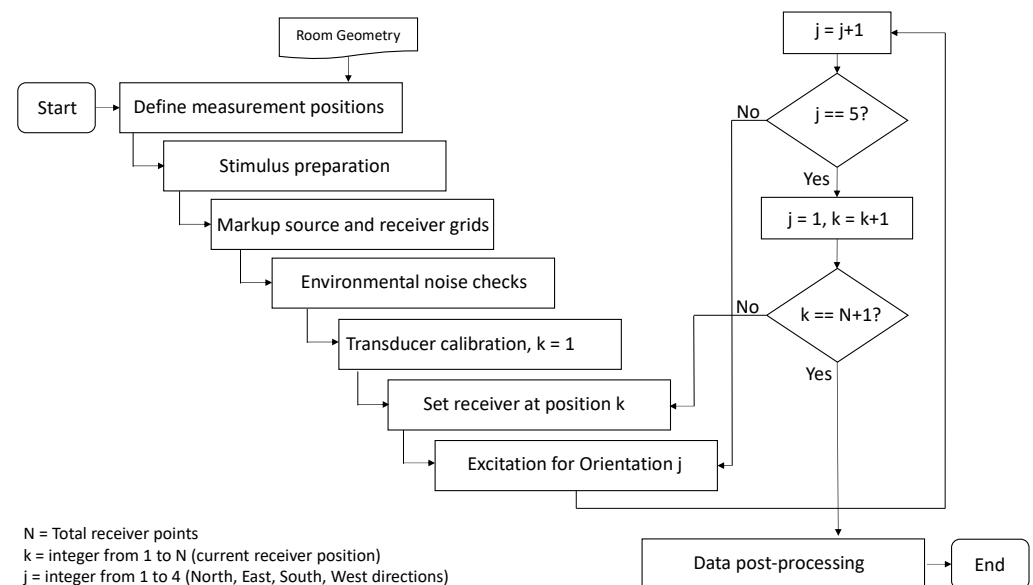 Room Geometry
Start
Define measurement positions
Stimulus preparation
Markup source and receiver grids
Environmental noise checks
Transducer calibration, k = 1
Set receiver at position k
Excitation for Orientation j
j = j+1
j == 5?
No
Yes
j = 1, k = k+1
k == N+1?
No
Yes
Data post-processing
End
N = Total receiver points
k = integer from 1 to N (current receiver position)
j = integer from 1 to 4 (North, East, South, West directions)